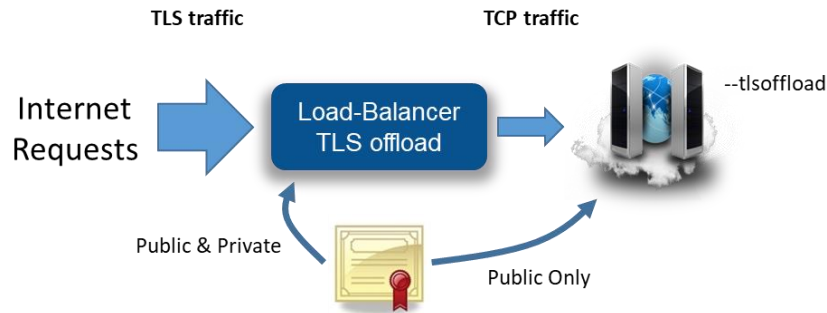 TLS traffic
TCP traffic
--tlsoffload
Internet
Requests
Load-Balancer
TLS offload
Public & Private
Public Only